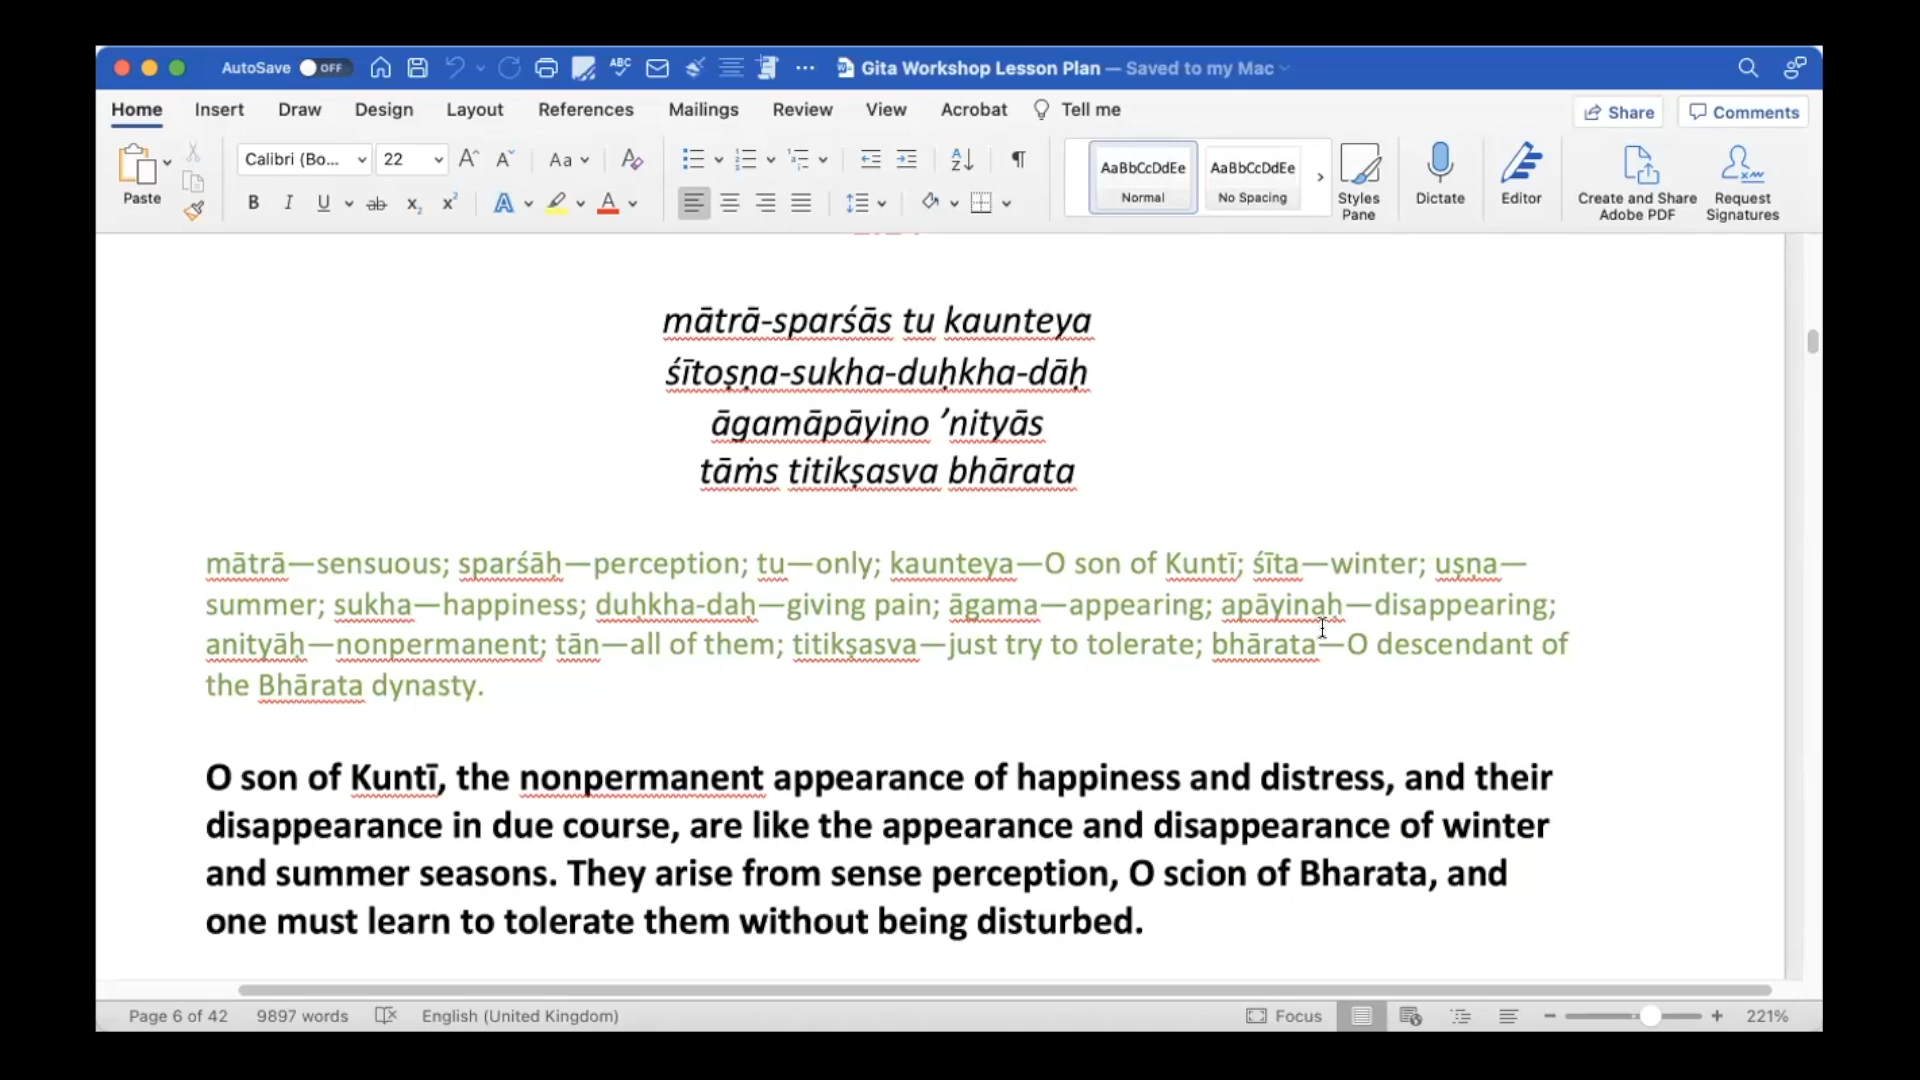 AutoSave OFF ABC ... Gita Workshop Lesson Plan — Saved to my Mac
Home Insert Draw Design Layout References Mailings Review View Acrobat Tell me Share Comments
Paste Calibri (Bo... 22 Aa AaBbCcDdEe Normal AaBbCcDdEe No Spacing Styles Pane Dictate Editor Create and Share Adobe PDF Request Signatures
mātrā-sparśās tu kaunteya
śītoṣṇa-sukha-duḥkha-dāḥ
āgamāpāyino ’nityās
tāṁs titikṣasva bhārata
mātrā—sensuous; sparśāḥ—perception; tu—only; kaunteya—O son of Kuntī; śīta—winter; uṣṇa—
summer; sukha—happiness; duḥkha-daḥ—giving pain; āgama—appearing; apāyinaḥ—disappearing;
anityāḥ—nonpermanent; tān—all of them; titikṣasva—just try to tolerate; bhārata—O descendant of
the Bhārata dynasty.
O son of Kuntī, the nonpermanent appearance of happiness and distress, and their
disappearance in due course, are like the appearance and disappearance of winter
and summer seasons. They arise from sense perception, O scion of Bharata, and
one must learn to tolerate them without being disturbed.
Page 6 of 42 9897 words English (United Kingdom) Focus 221%